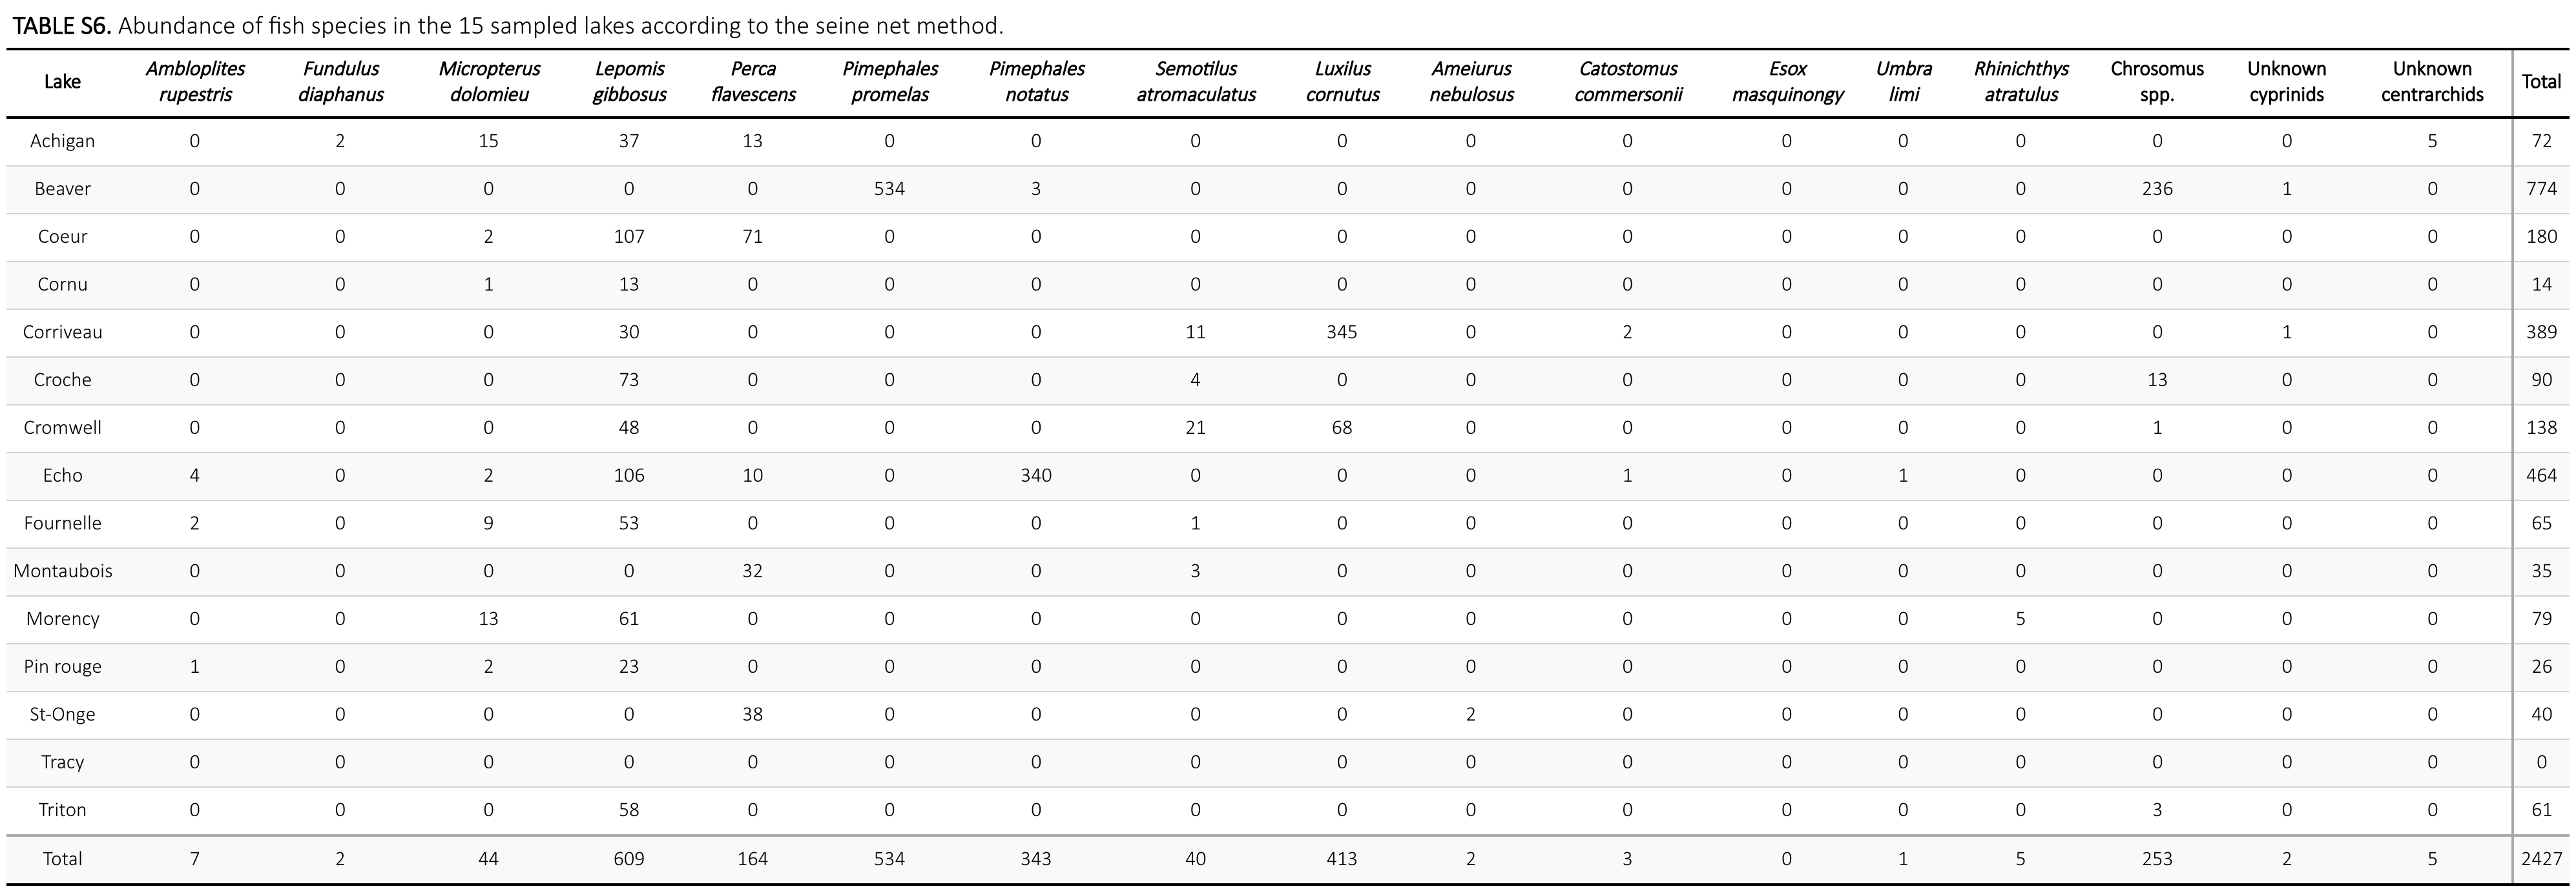 TABLE S6. Abundance of fish species in the 15 sampled lakes according to the seine net method.
Lake Ambloplites rupestris Fundulus diaphanus Micropterus dolomieu Lepomis gibbosus Perca flavescens Pimephales promelas Pimephales notatus Semotilus atromaculatus Luxilus cornutus Ameiurus nebulosus Catostomus commersonii Esox masquinongy Umbra limi Rhinichthys atratulus Chrosomus spp. Unknown cyprinids Unknown centrarchids Total
Achigan 0 2 15 37 13 0 0 0 0 0 0 0 0 0 0 0 5 72
Beaver 0 0 0 0 0 534 3 0 0 0 0 0 0 0 236 1 0 774
Coeur 0 0 2 107 71 0 0 0 0 0 0 0 0 0 0 0 0 180
Cornu 0 0 1 13 0 0 0 0 0 0 0 0 0 0 0 0 0 14
Corriveau 0 0 0 30 0 0 0 11 345 0 2 0 0 0 0 1 0 389
Croche 0 0 0 73 0 0 0 4 0 0 0 0 0 0 13 0 0 90
Cromwell 0 0 0 48 0 0 0 21 68 0 0 0 0 0 1 0 0 138
Echo 4 0 2 106 10 0 340 0 0 0 1 0 1 0 0 0 0 464
Fournelle 2 0 9 53 0 0 0 1 0 0 0 0 0 0 0 0 0 65
Montaubois 0 0 0 0 32 0 0 3 0 0 0 0 0 0 0 0 0 35
Morency 0 0 13 61 0 0 0 0 0 0 0 0 0 5 0 0 0 79
Pin rouge 1 0 2 23 0 0 0 0 0 0 0 0 0 0 0 0 0 26
St-Onge 0 0 0 0 38 0 0 0 0 2 0 0 0 0 0 0 0 40
Tracy 0 0 0 0 0 0 0 0 0 0 0 0 0 0 0 0 0 0
Triton 0 0 0 58 0 0 0 0 0 0 0 0 0 0 3 0 0 61
Total 7 2 44 609 164 534 343 40 413 2 3 0 1 5 253 2 5 2427